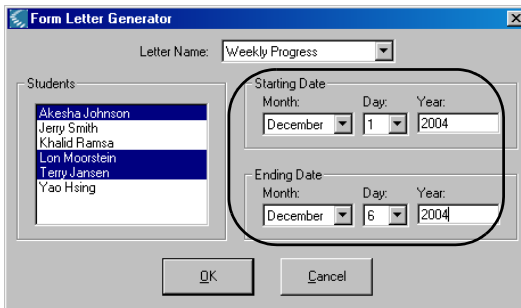 Form Letter Generator
Letter Name: Weekly Progress
Students
Akesha Johnson
Jerry Smith
Khalid Ramsa
Lon Moorstein
Terry Jansen
Yao Hsing
Starting Date
Month: Day: Year:
December 1 2004
Ending Date
Month: Day: Year:
December 6 2004
OK Cancel